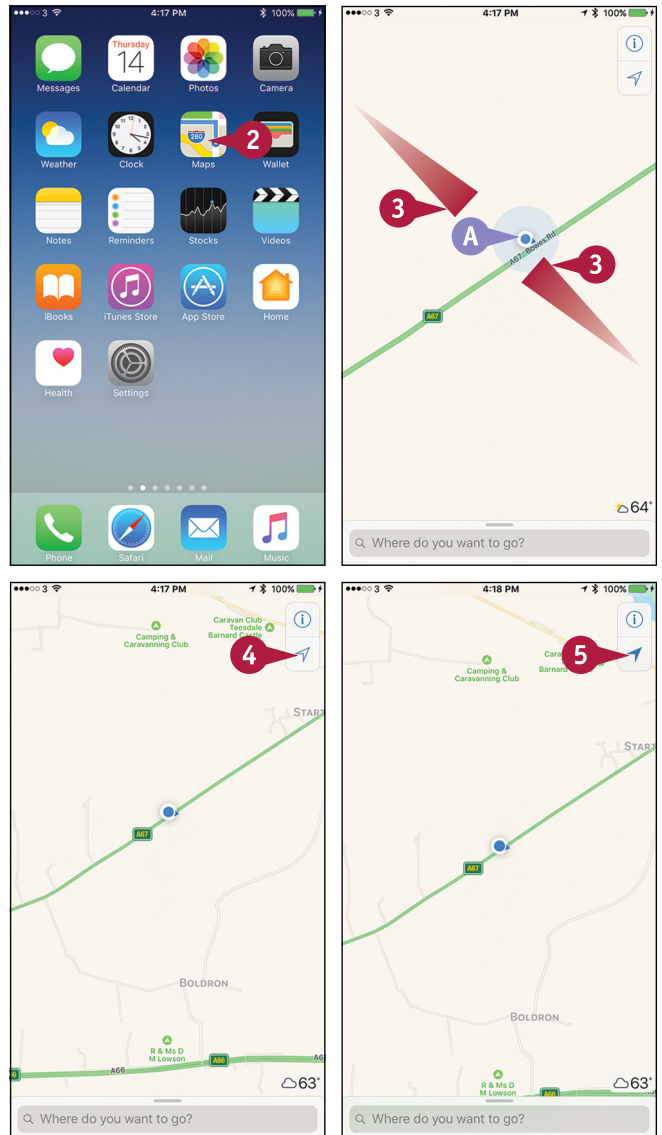 3 4:17 PM 100%
Messages Thursday 14 Calendar Photos Camera
Weather Clock 280 Maps 2 Wallet
Notes Reminders Stocks Videos
iBooks iTunes Store App Store Home
Health Settings
Phone Safari Mail Music
3 4:17 PM 100%
3
A
3
A67 Bowes Rd
A67
64°
Where do you want to go?
3 4:17 PM 100%
Camping &
Caravanning Club
Caravan Club
Teesdale
Barnard Castle
4
START
A67
BOLDRON
R & Ms D
M Lowson
A66
A66
A6
63°
Where do you want to go?
3 4:18 PM 100%
Camping &
Caravanning Club
Cara
Barnard
5
START
A67
BOLDRON
R & Ms D
M Lowson
A66
63°
Where do you want to go?